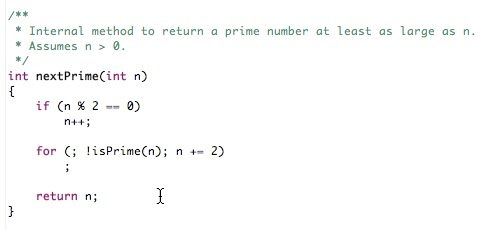 /**
 * Internal method to return a prime number at least as large as n.
 * Assumes n > 0.
 */
int nextPrime(int n)
{
    if (n % 2 == 0)
        n++;

    for (; !isPrime(n); n += 2)
        ;

    return n;
}